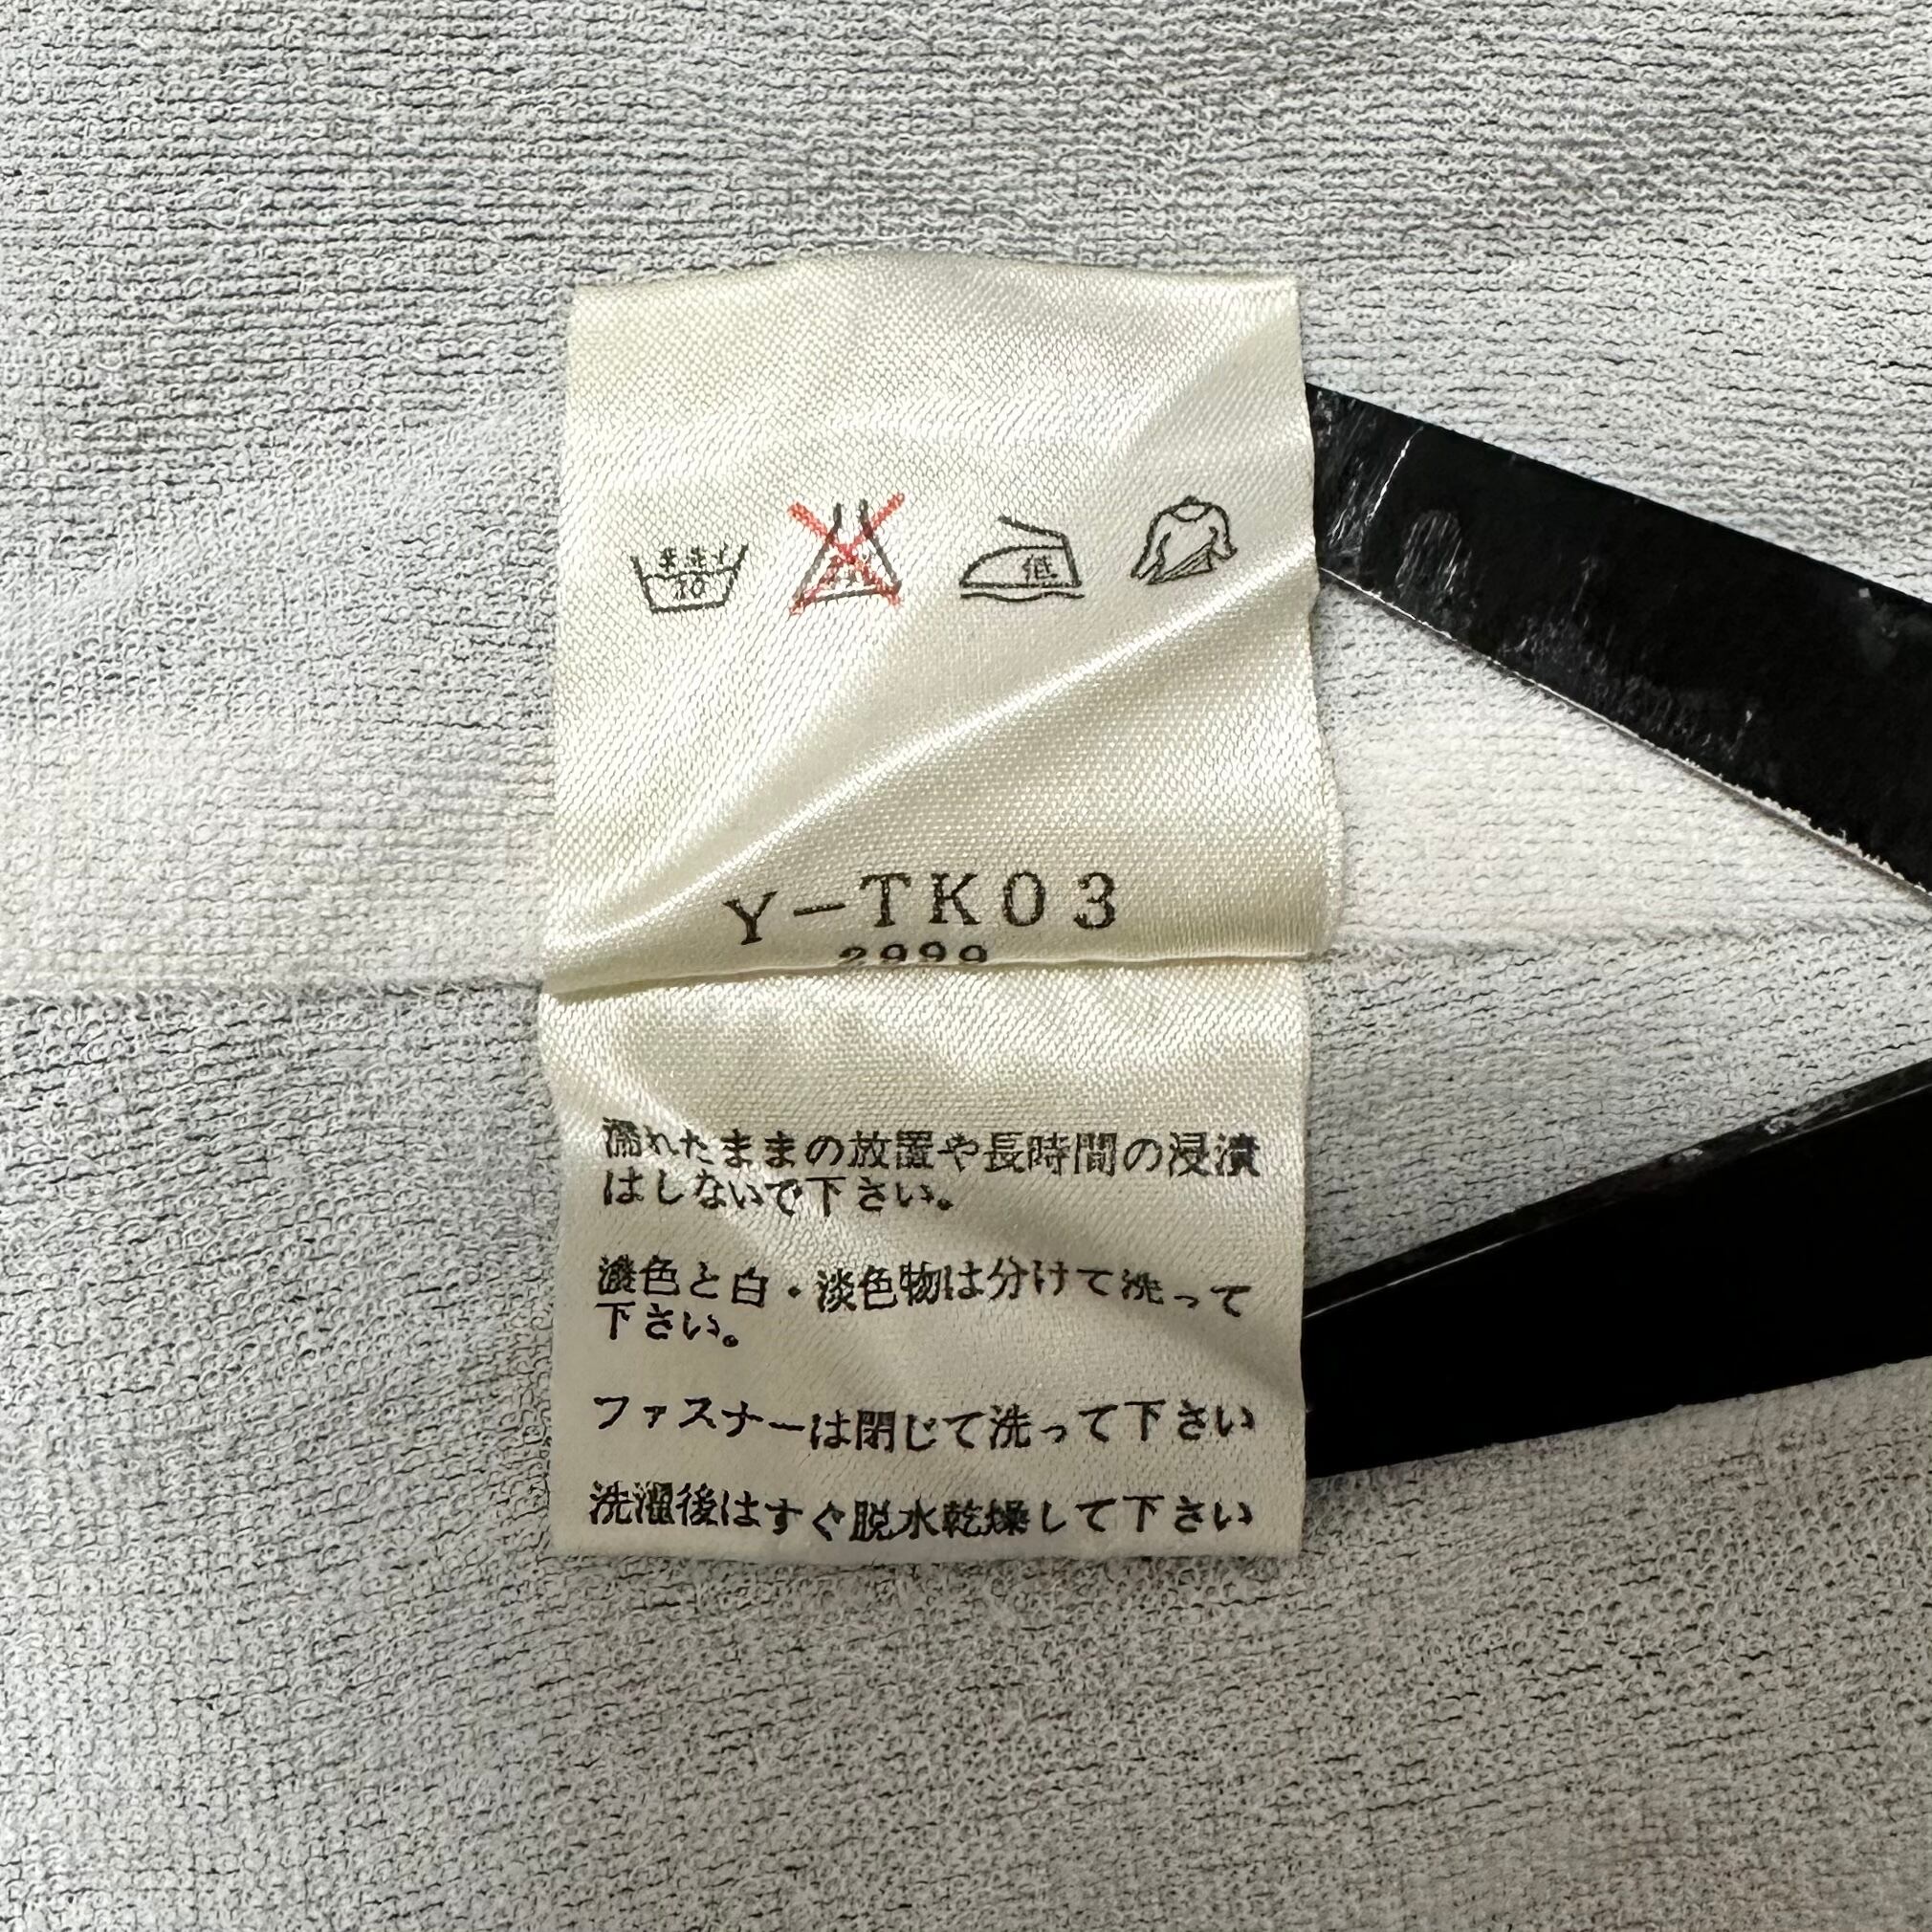 30
低
Y-TK03
2999
濡れたままの放置や長時間の浸漬
はしないで下さい。
濃色と白・淡色物は分けて洗って
下さい。
ファスナーは閉じて洗って下さい
洗濯後はすぐ脱水乾燥して下さい